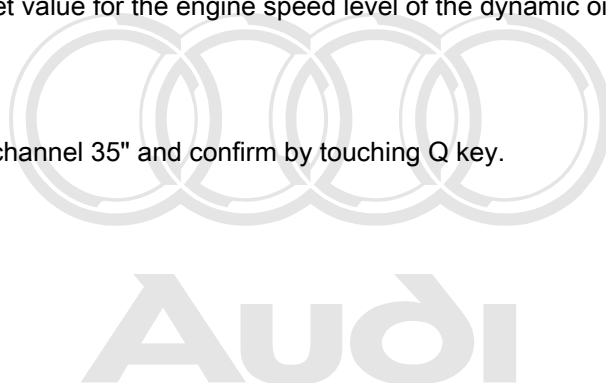 et value for the engine speed level of the dynamic oi
channel 35" and confirm by touching Q key.
Audi